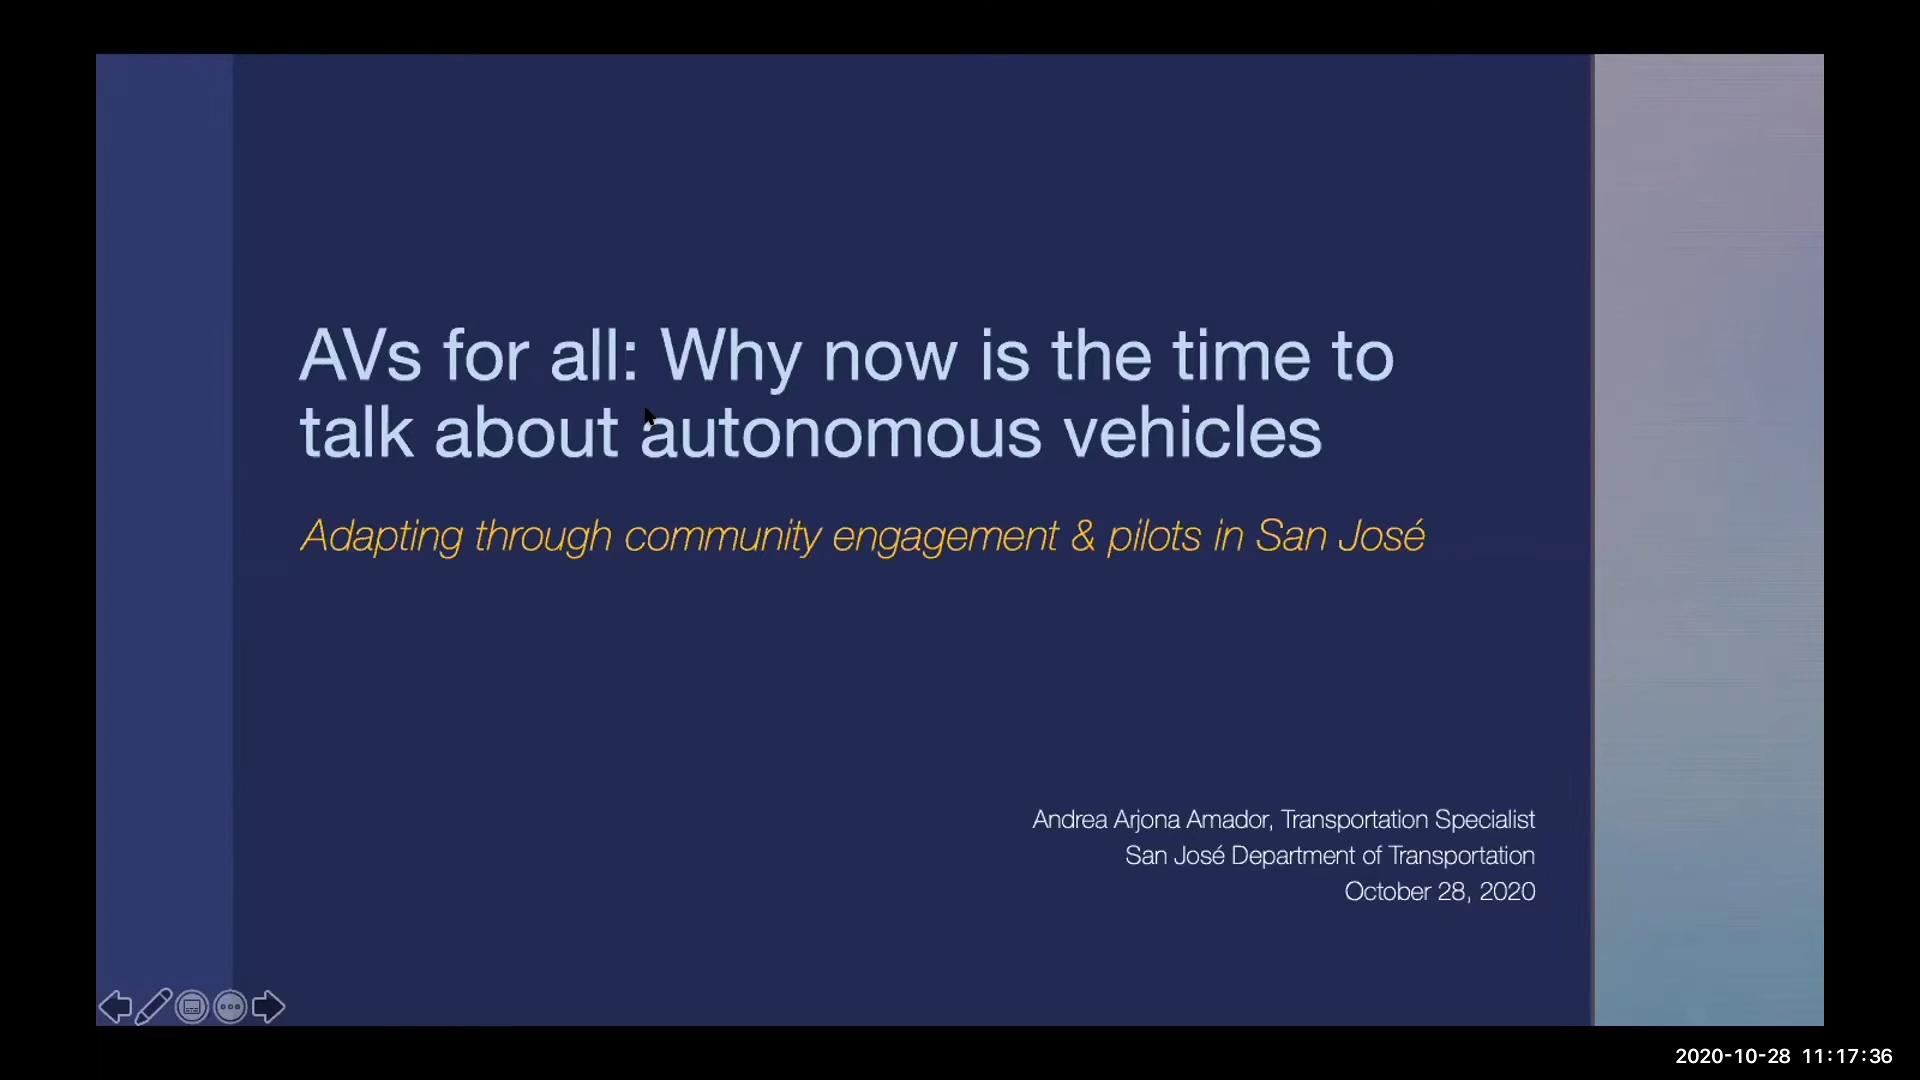 AVs for all: Why now is the time to
talk about autonomous vehicles
Adapting through community engagement & pilots in San José
Andrea Arjona Amador, Transportation Specialist
San José Department of Transportation
October 28, 2020
2020-10-28 11:17:36